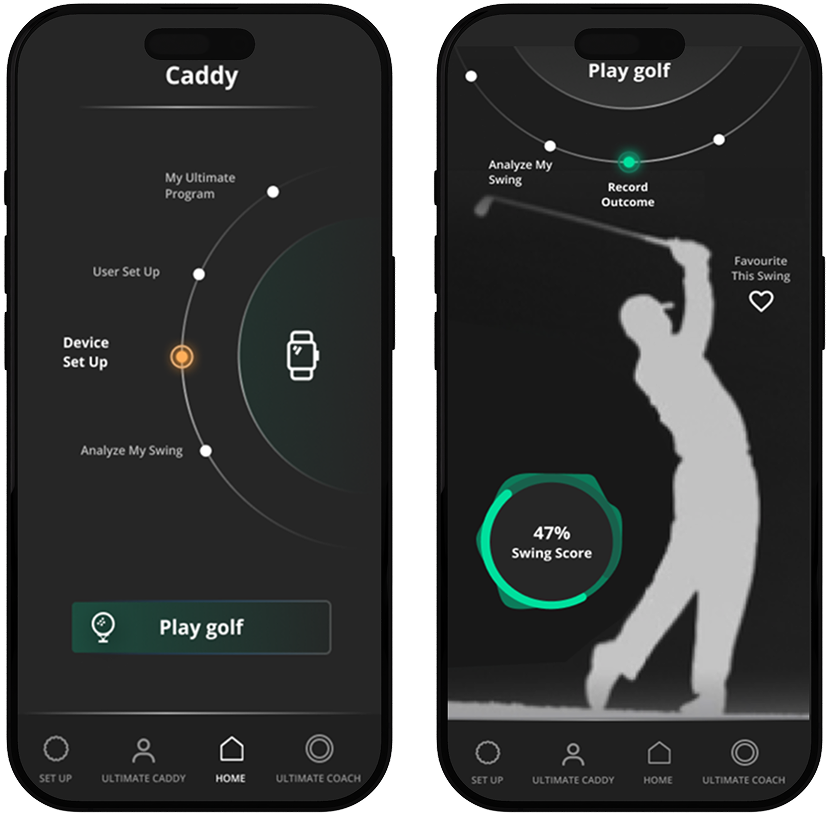 Caddy
My Ultimate
Program
User Set Up
Device
Set Up
Analyze My Swing
Play golf
SET UP
ULTIMATE CADDY
HOME
ULTIMATE COACH
Play golf
Analyze My
Swing
Record
Outcome
Favourite
This Swing
47%
Swing Score
SET UP
ULTIMATE CADDY
HOME
ULTIMATE COACH